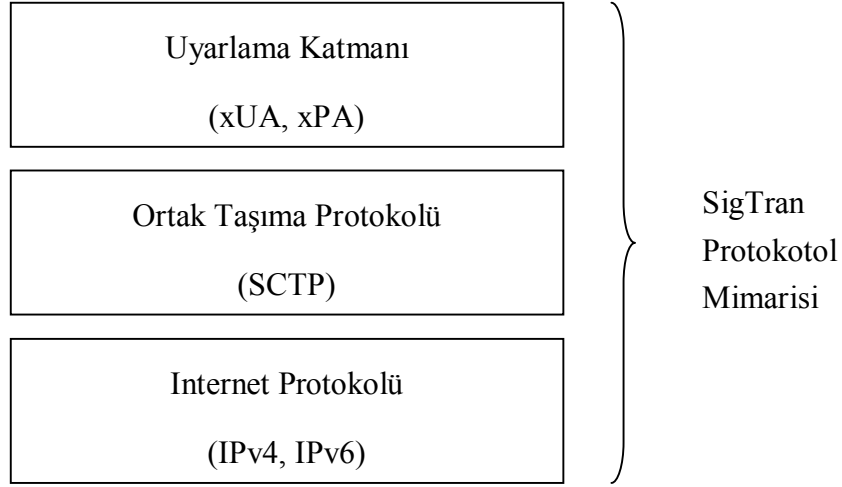 Uyarlama Katmanı
(xUA, xPA)
Ortak Taşıma Protokolü
(SCTP)
Internet Protokolü
(IPv4, IPv6)
SigTran
Protokotol
Mimarisi